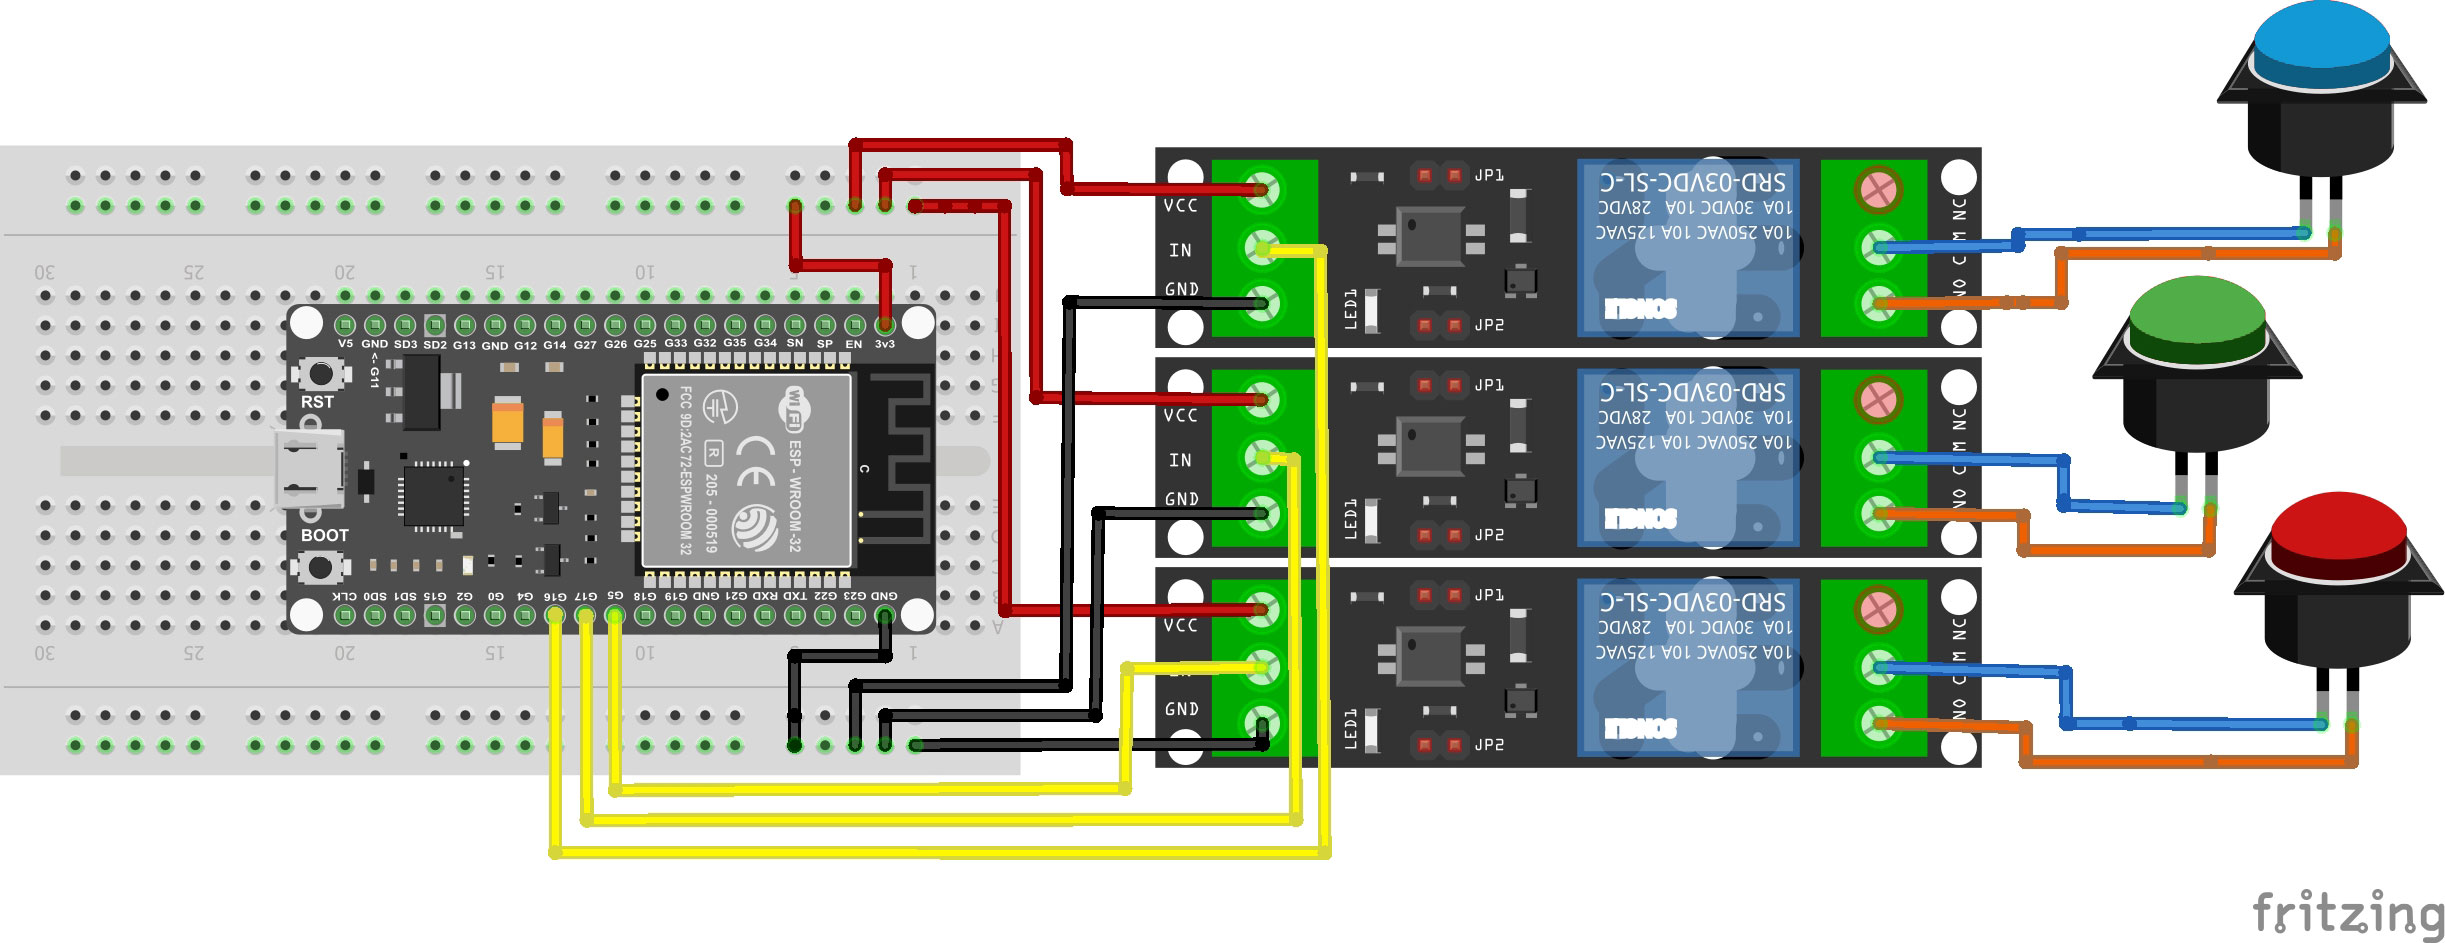 30 25 20 15 10 5 1
V5 GND SD3 SD2 G13 GND G12 G14 G27 G26 G25 G33 G32 G35 G34 SN SP EN 3v3
<-G11
RST
BOOT
WiFi
ESP-WROOM-32
CE
R
205-000519
FCC 9D:2AC72-ESPWROOM 32
C
CLK SD0 SD1 G15 G2 G0 G4 G16 G17 G5 G18 G19 GND G21 RXD TXD G22 G23 GND
A
30 25 20 15 10 5 1
VCC
IN
GND
LED1
JP1
JP2
SRD-03VDC-SL-C
10A 30VDC 10A 28VDC
10A 250VAC 10A 125VAC
SONGLE
NO COM NC
VCC
IN
GND
LED1
JP1
JP2
SRD-03VDC-SL-C
10A 30VDC 10A 28VDC
10A 250VAC 10A 125VAC
SONGLE
NO COM NC
VCC
IN
GND
LED1
JP1
JP2
SRD-03VDC-SL-C
10A 30VDC 10A 28VDC
10A 250VAC 10A 125VAC
SONGLE
NO COM NC
fritzing